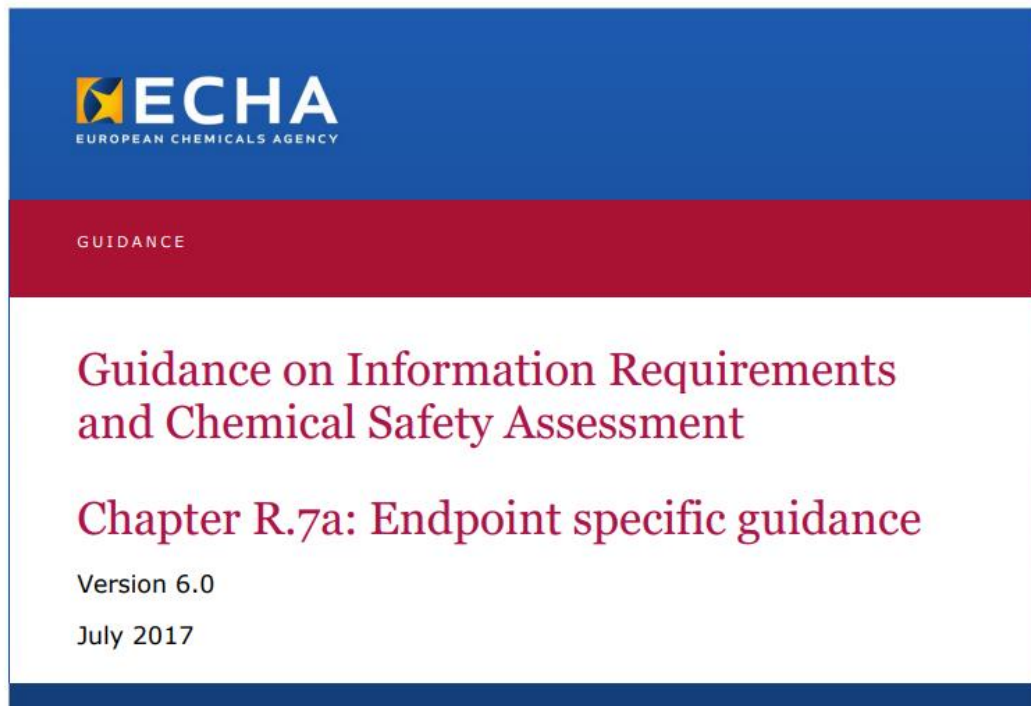 ECHA
EUROPEAN CHEMICALS AGENCY
GUIDANCE
Guidance on Information Requirements
and Chemical Safety Assessment
Chapter R.7a: Endpoint specific guidance
Version 6.0
July 2017